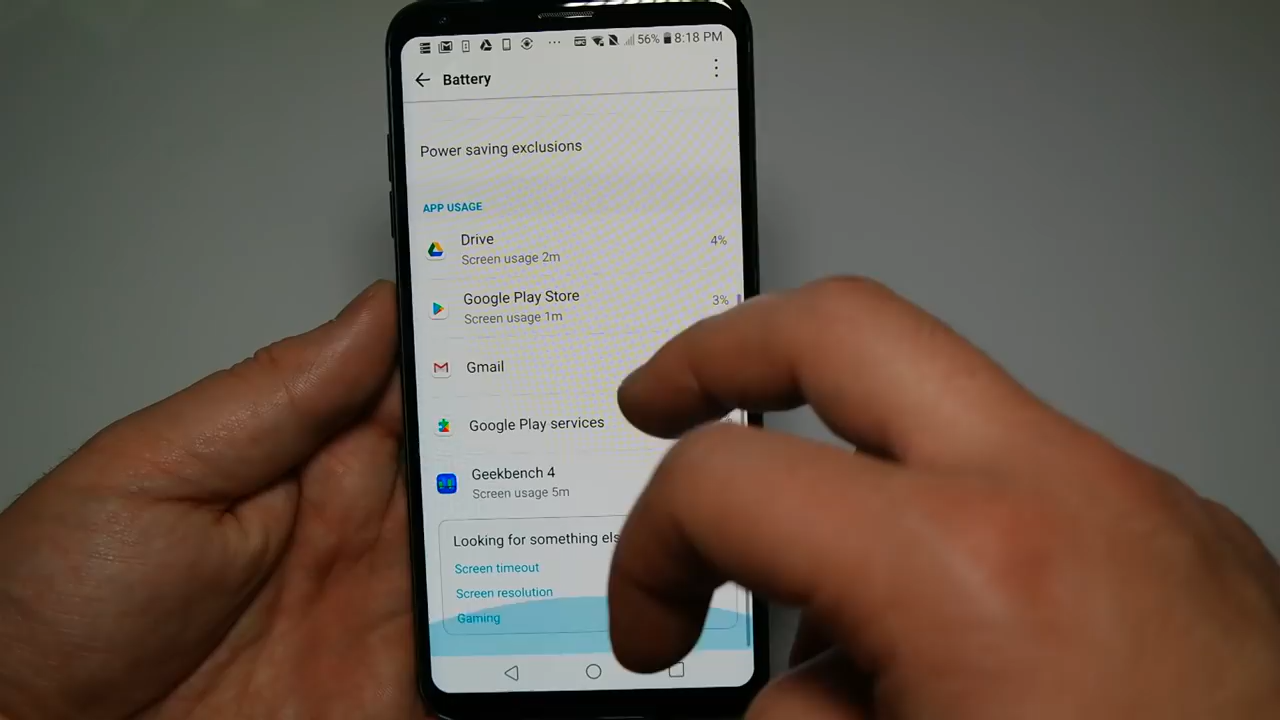 56% 8:18 PM
Battery
Power saving exclusions
APP USAGE
Drive 4%
Screen usage 2m
Google Play Store 3%
Screen usage 1m
Gmail
Google Play services
Geekbench 4
Screen usage 5m
Looking for something els
Screen timeout
Screen resolution
Gaming